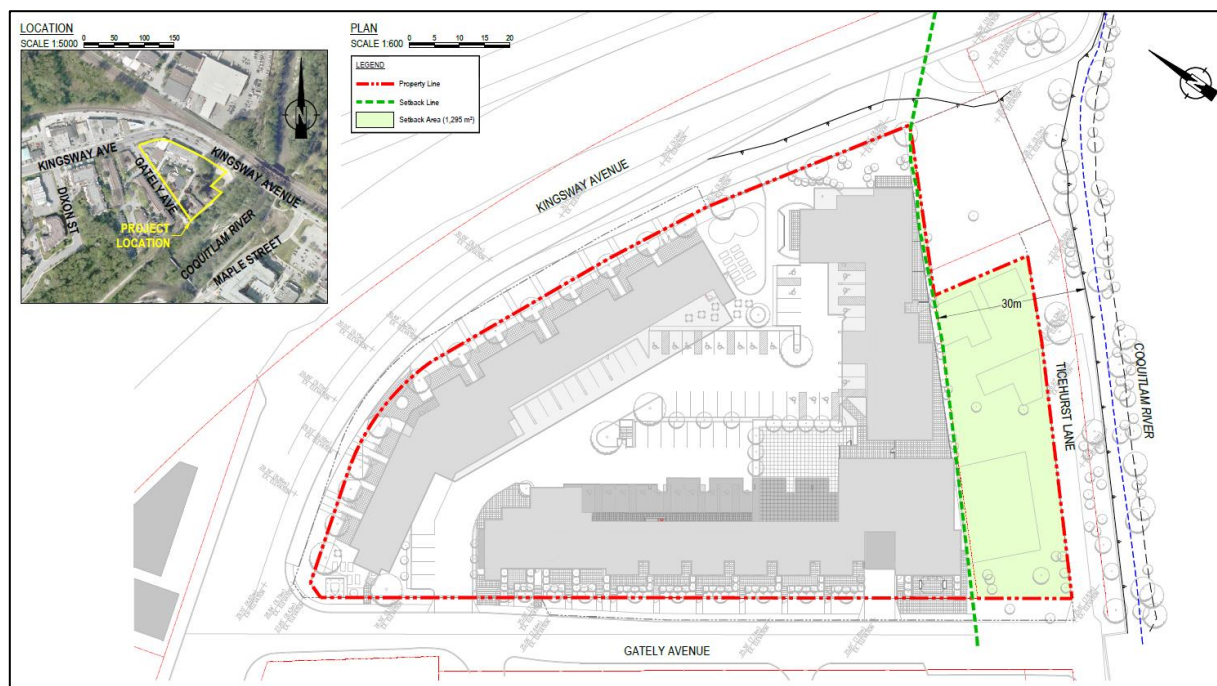 LOCATION
SCALE 1:5000
0 50 100 150
KINGSWAY AVE
GATELY AVE
KINGSWAY AVENUE
DIXON ST
PROJECT
LOCATION
COQUITLAM RIVER
MAPLE STREET
PLAN
SCALE 1:600
0 5 10 15 20
LEGEND
Property Line
Setback Line
Setback Area (1,295 m²)
KINGSWAY AVENUE
30m
TICEHURST LANE
COQUITLAM RIVER
GATELY AVENUE